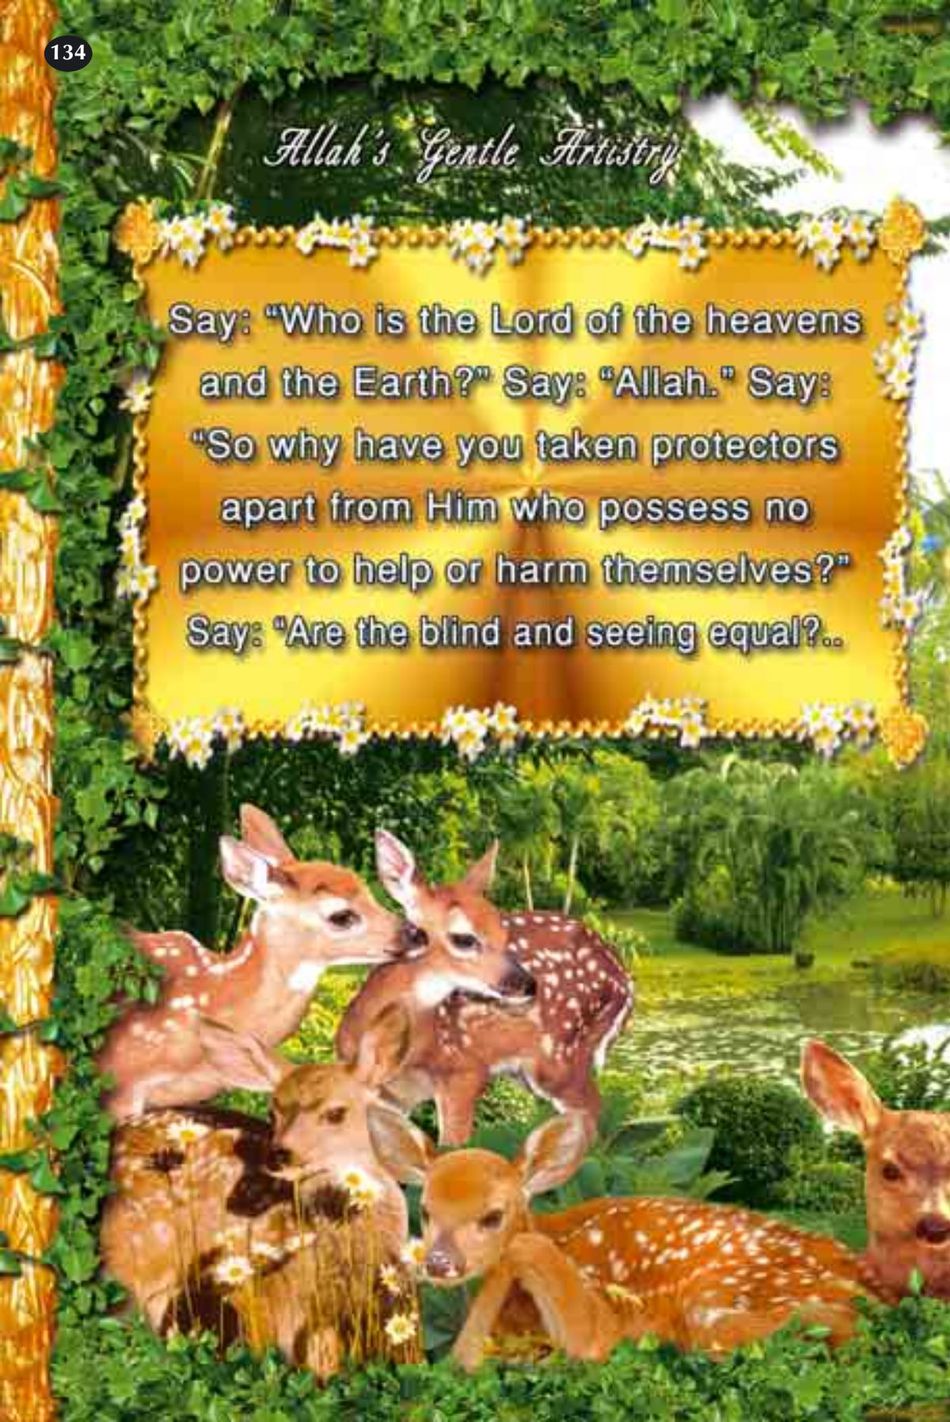 134
Allah's Gentle Artistry
Say: “Who is the Lord of the heavens
and the Earth?” Say: “Allah.” Say:
“So why have you taken protectors
apart from Him who possess no
power to help or harm themselves?”
Say: “Are the blind and seeing equal?..